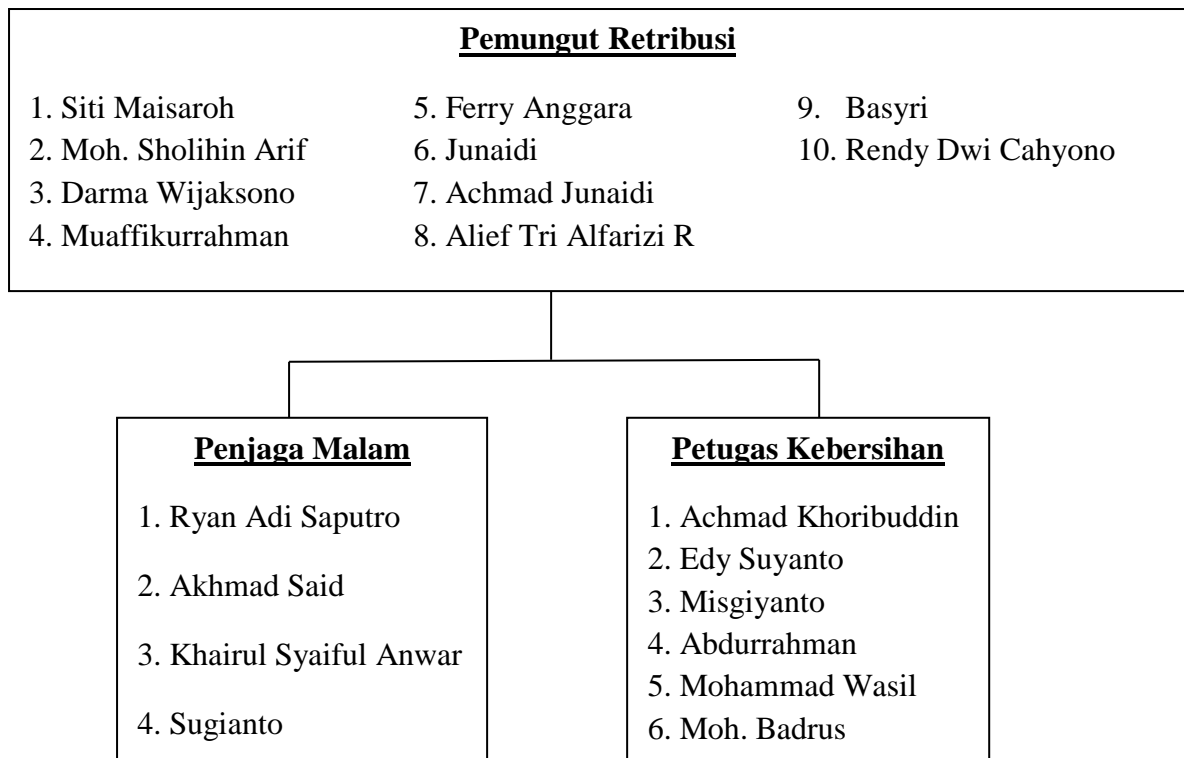 Pemungut Retribusi
1. Siti Maisaroh
2. Moh. Sholihin Arif
3. Darma Wijaksono
4. Muaffikurrahman
5. Ferry Anggara
6. Junaidi
7. Achmad Junaidi
8. Alief Tri Alfarizi R
9. Basyri
10. Rendy Dwi Cahyono
Penjaga Malam
1. Ryan Adi Saputro
2. Akhmad Said
3. Khairul Syaiful Anwar
4. Sugianto
Petugas Kebersihan
1. Achmad Khoribuddin
2. Edy Suyanto
3. Misgiyanto
4. Abdurrahman
5. Mohammad Wasil
6. Moh. Badrus